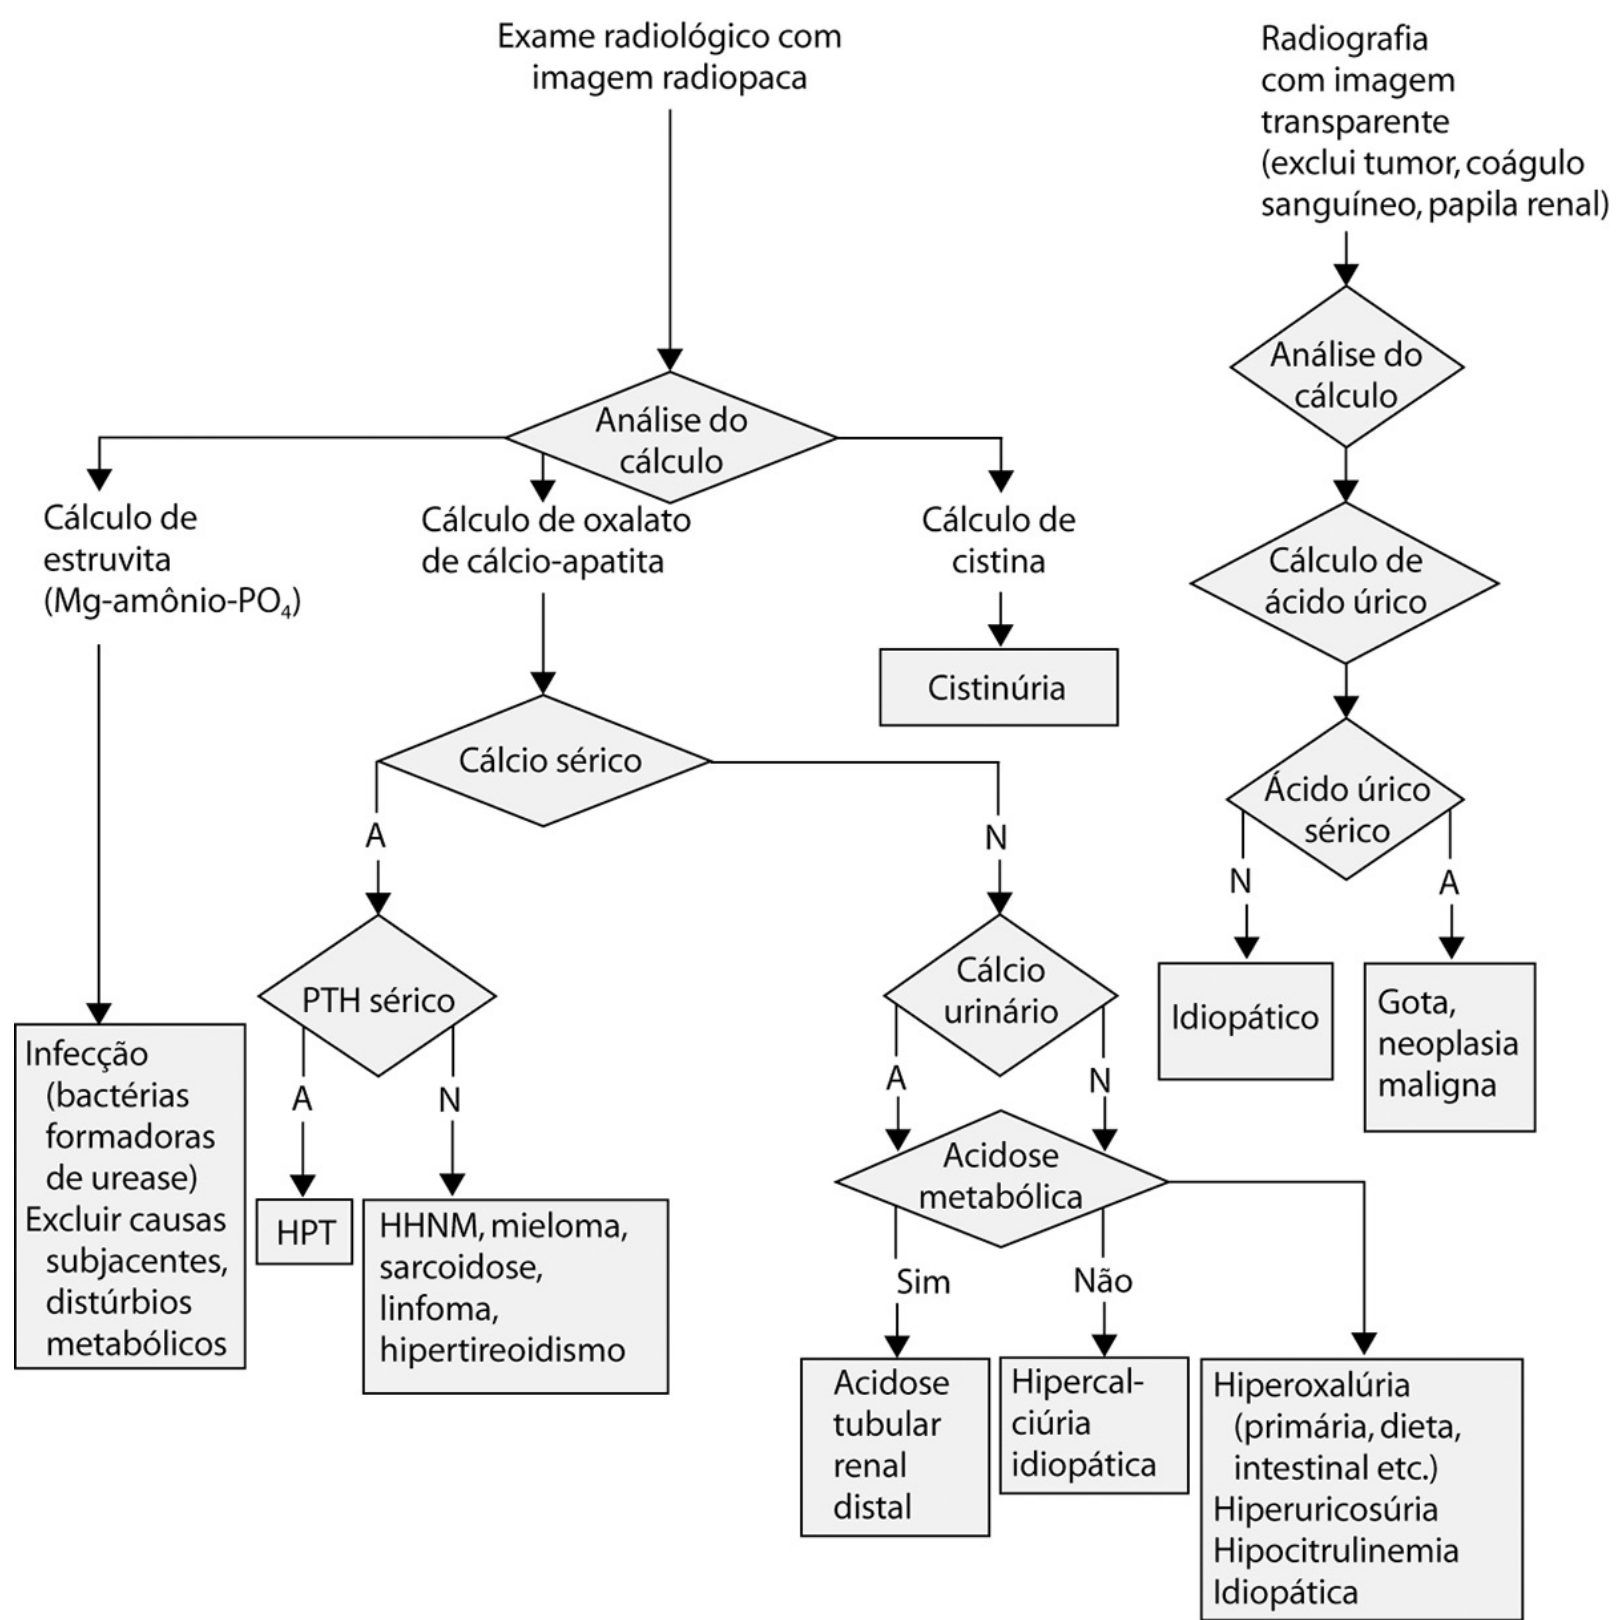 Exame radiológico com
imagem radiopaca
Radiografia
com imagem
transparente
(exclui tumor, coágulo
sanguíneo, papila renal)
Análise do
cálculo
Cálculo de
estruvita
(Mg-amônio-PO₄)
Cálculo de oxalato
de cálcio-apatita
Cálculo de
cistina
Cistinúria
Análise do
cálculo
Cálculo de
ácido úrico
Ácido úrico
sérico
N
A
Idiopático
Gota,
neoplasia
maligna
Cálcio sérico
A
N
PTH sérico
A
N
Cálcio
urinário
A
N
Infecção
(bactérias
formadoras
de urease)
Excluir causas
subjacentes,
distúrbios
metabólicos
HPT
HHNM, mieloma,
sarcoidose,
linfoma,
hipertireoidismo
Acidose
metabólica
Sim
Não
Acidose
tubular
renal
distal
Hipercal-
ciúria
idiopática
Hiperoxalúria
(primária, dieta,
intestinal etc.)
Hiperuricosúria
Hipocitrulinemia
Idiopática